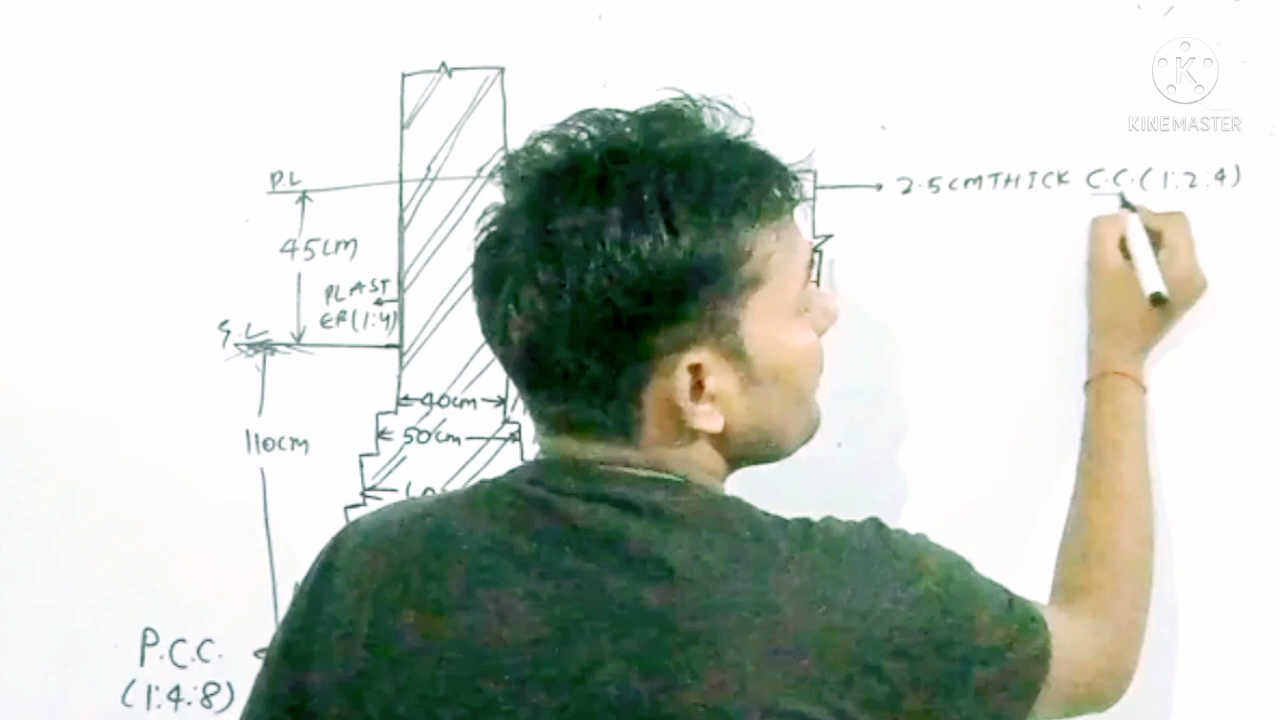 KINEMASTER
P.L
2.5CM THICK C.C.(1:2:4)
45cm
PLAST
ER(1:4)
G.L
40cm
110cm
50cm
P.C.C.
(1:4:8)